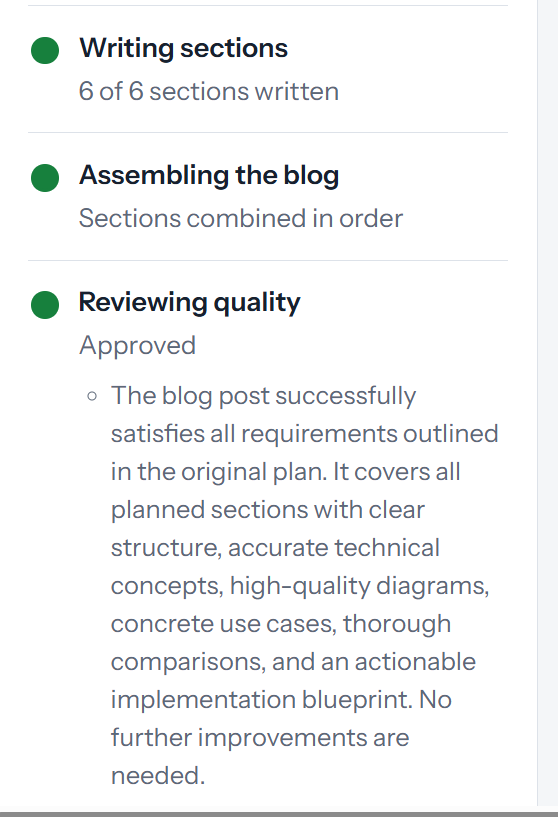 Writing sections
6 of 6 sections written
Assembling the blog
Sections combined in order
Reviewing quality
Approved
The blog post successfully
satisfies all requirements outlined
in the original plan. It covers all
planned sections with clear
structure, accurate technical
concepts, high-quality diagrams,
concrete use cases, thorough
comparisons, and an actionable
implementation blueprint. No
further improvements are
needed.